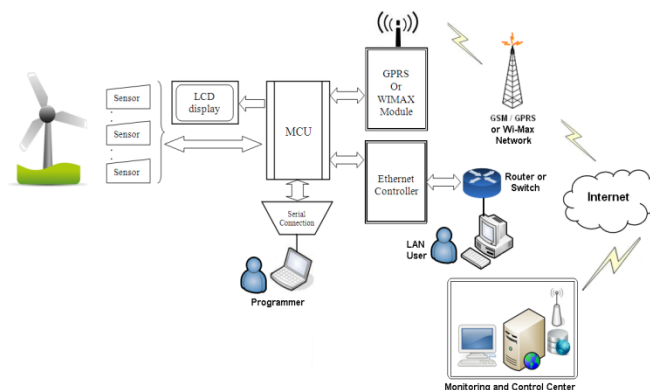 Sensor
Sensor
Sensor
LCD
display
MCU
GPRS
Or
WIMAX
Module
GSM / GPRS
or Wi-Max
Network
Ethernet
Controller
Router or
Switch
Internet
Serial
Connection
LAN
User
Programmer
Monitoring and Control Center